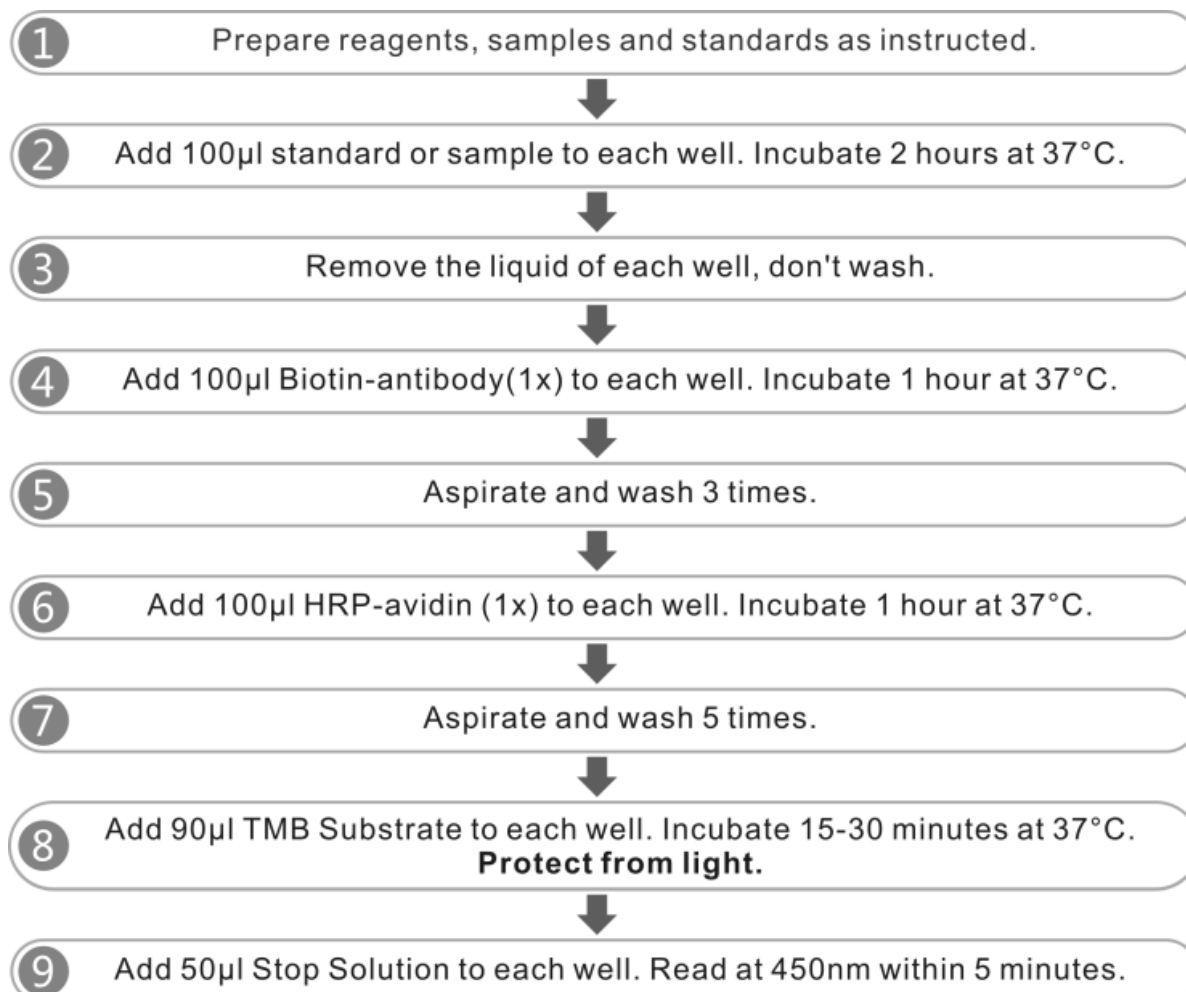 1 Prepare reagents, samples and standards as instructed.
2 Add 100μl standard or sample to each well. Incubate 2 hours at 37°C.
3 Remove the liquid of each well, don't wash.
4 Add 100μl Biotin-antibody(1x) to each well. Incubate 1 hour at 37°C.
5 Aspirate and wash 3 times.
6 Add 100μl HRP-avidin (1x) to each well. Incubate 1 hour at 37°C.
7 Aspirate and wash 5 times.
8 Add 90μl TMB Substrate to each well. Incubate 15-30 minutes at 37°C.
Protect from light.
9 Add 50μl Stop Solution to each well. Read at 450nm within 5 minutes.